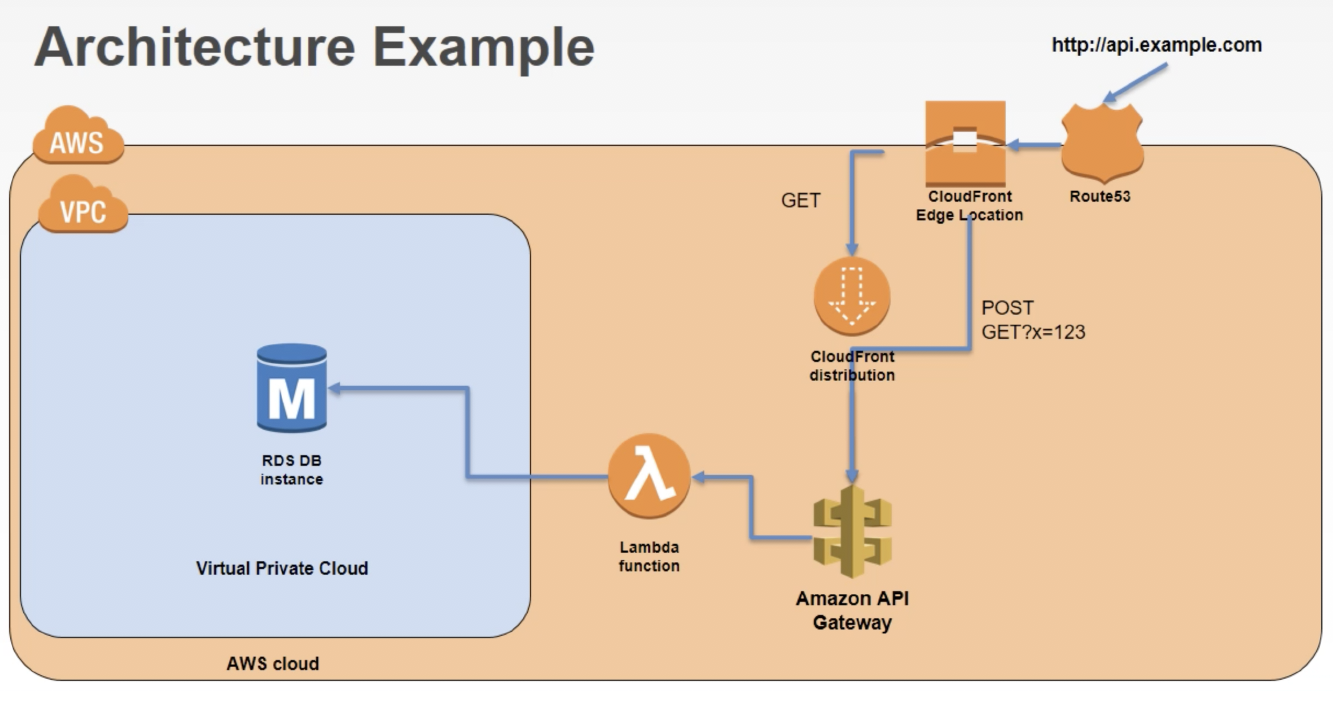 Architecture Example
http://api.example.com
AWS
VPC
GET
CloudFront
Edge Location
Route53
POST
GET?x=123
CloudFront
distribution
M
RDS DB
instance
λ
Lambda
function
Virtual Private Cloud
Amazon API
Gateway
AWS cloud